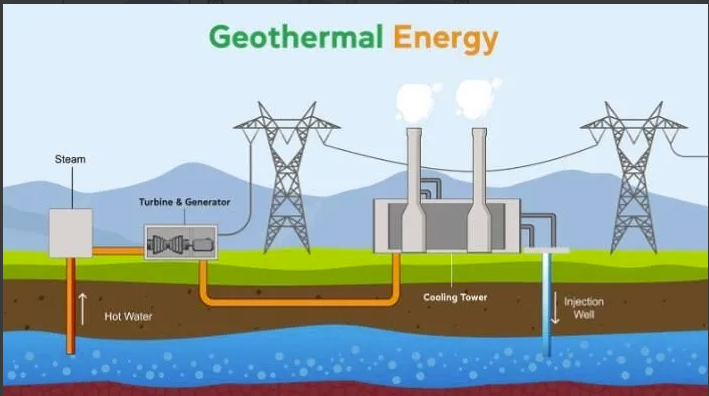 Geothermal Energy
Steam
Turbine & Generator
Cooling Tower
Injection
Well
Hot Water